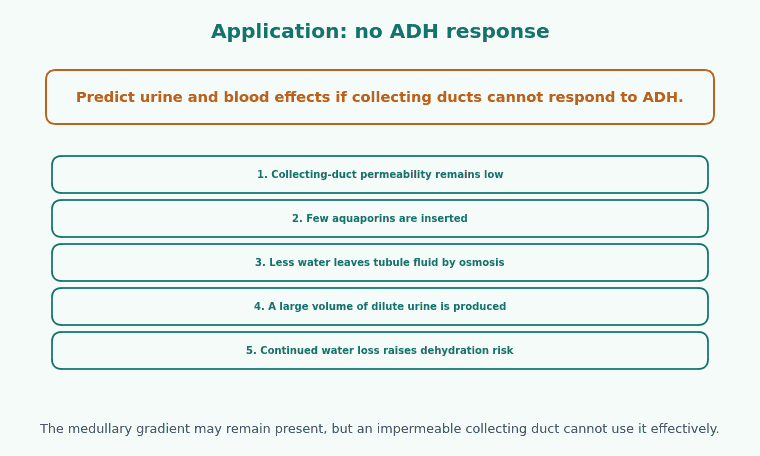 Application: no ADH response
Predict urine and blood effects if collecting ducts cannot respond to ADH.
1. Collecting-duct permeability remains low
2. Few aquaporins are inserted
3. Less water leaves tubule fluid by osmosis
4. A large volume of dilute urine is produced
5. Continued water loss raises dehydration risk
The medullary gradient may remain present, but an impermeable collecting duct cannot use it effectively.